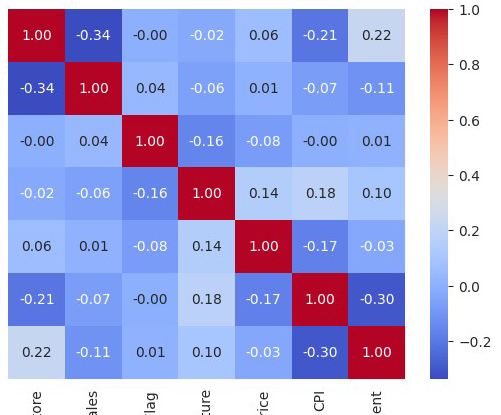 1.00 -0.34 -0.00 -0.02 0.06 -0.21 0.22
-0.34 1.00 0.04 -0.06 0.01 -0.07 -0.11
-0.00 0.04 1.00 -0.16 -0.08 -0.00 0.01
-0.02 -0.06 -0.16 1.00 0.14 0.18 0.10
0.06 0.01 -0.08 0.14 1.00 -0.17 -0.03
-0.21 -0.07 -0.00 0.18 -0.17 1.00 -0.30
0.22 -0.11 0.01 0.10 -0.03 -0.30 1.00
ore
ales
lag
ture
rice
CPI
ent
1.0
0.8
0.6
0.4
0.2
0.0
−0.2